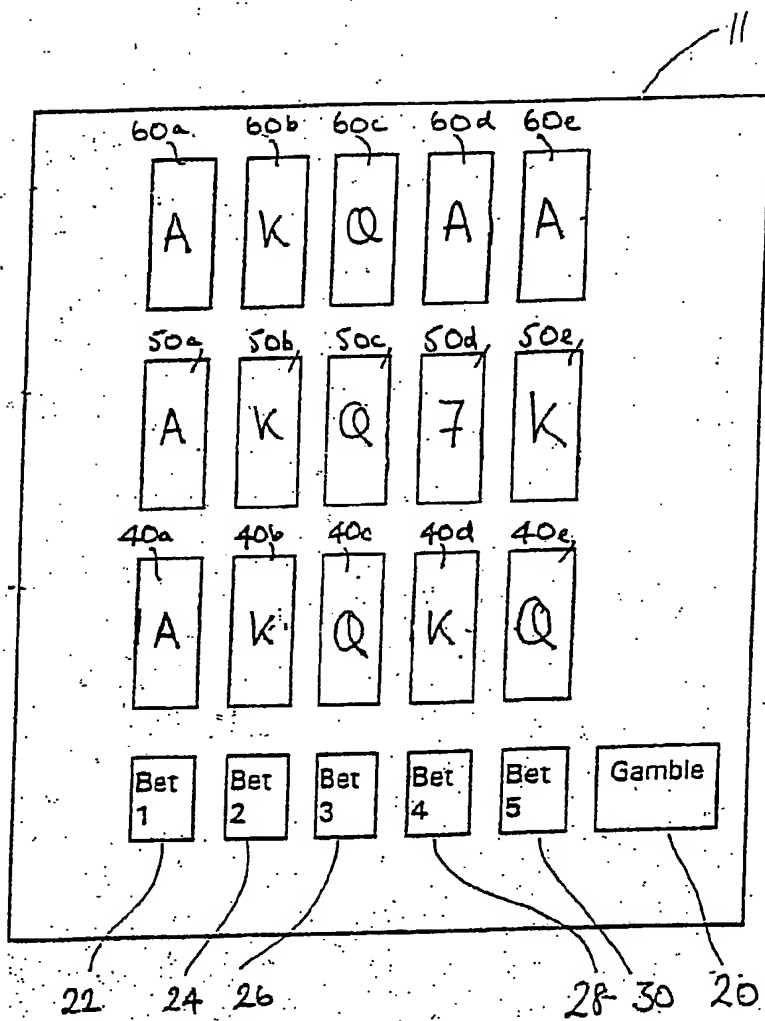 11
60a 60b 60c 60d 60e
A K Q A A
50a 50b 50c 50d 50e
A K Q 7 K
40a 40b 40c 40d 40e
A K Q K Q
Bet 1 Bet 2 Bet 3 Bet 4 Bet 5 Gamble
22 24 26 28 30 20